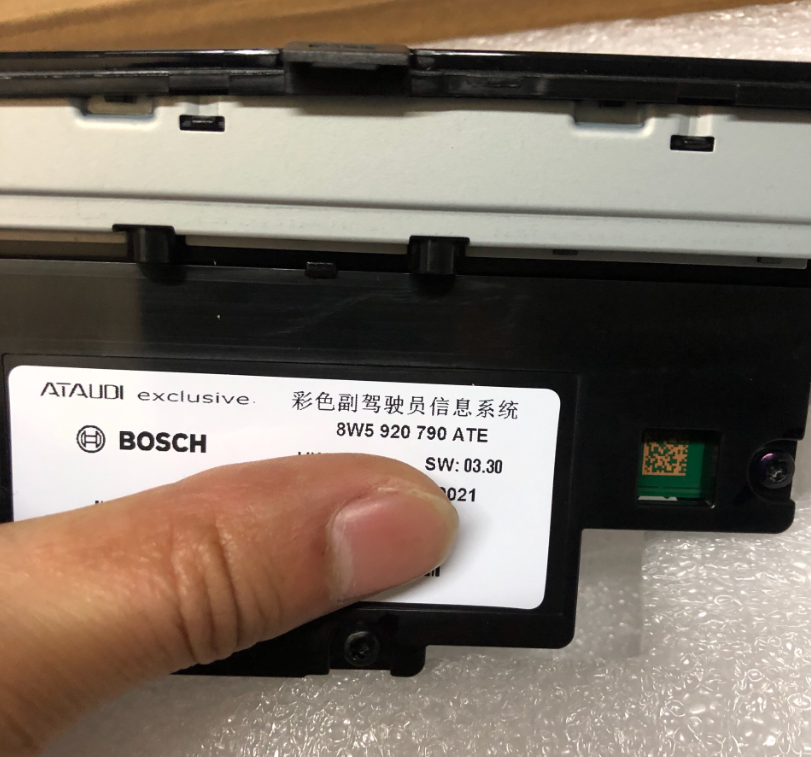 ATAUDI exclusive.
彩色副驾驶员信息系统
8W5 920 790 ATE
BOSCH
SW: 03.30